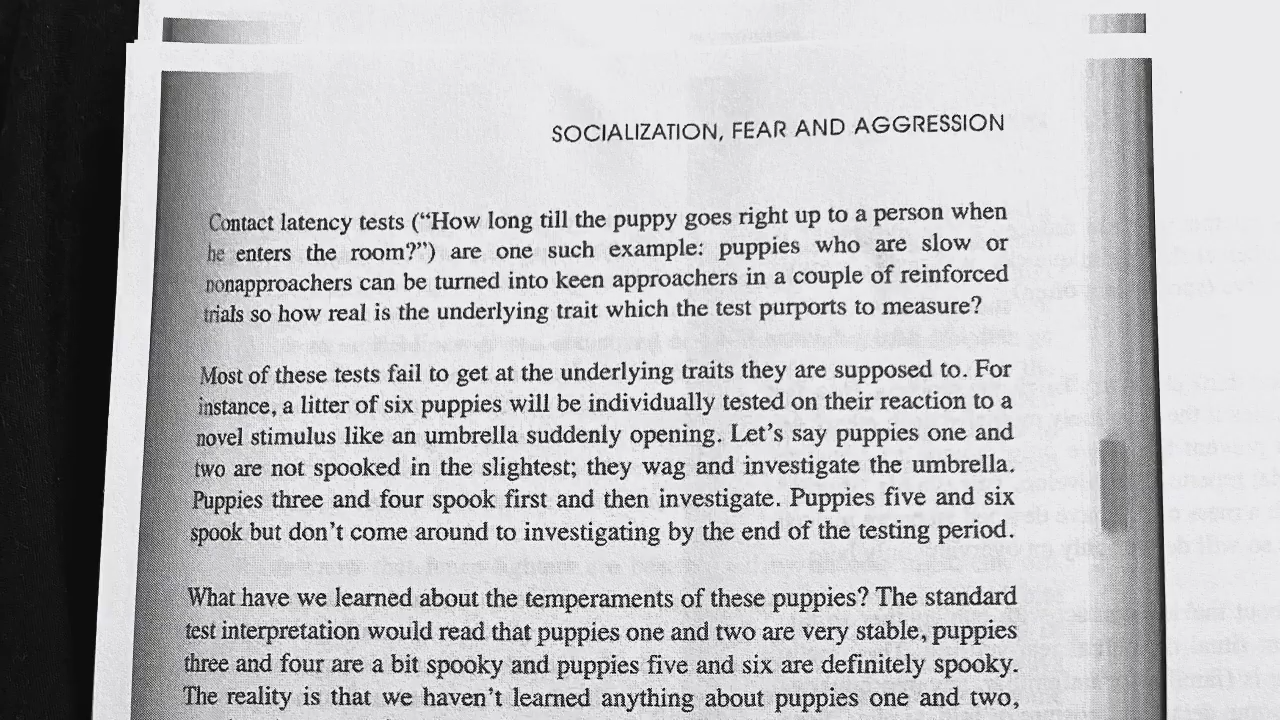 SOCIALIZATION, FEAR AND AGGRESSION
Contact latency tests (“How long till the puppy goes right up to a person when
he enters the room?”) are one such example: puppies who are slow or
nonapproachers can be turned into keen approachers in a couple of reinforced
trials so how real is the underlying trait which the test purports to measure?
Most of these tests fail to get at the underlying traits they are supposed to. For
instance, a litter of six puppies will be individually tested on their reaction to a
novel stimulus like an umbrella suddenly opening. Let’s say puppies one and
two are not spooked in the slightest; they wag and investigate the umbrella.
Puppies three and four spook first and then investigate. Puppies five and six
spook but don’t come around to investigating by the end of the testing period.
What have we learned about the temperaments of these puppies? The standard
test interpretation would read that puppies one and two are very stable, puppies
three and four are a bit spooky and puppies five and six are definitely spooky.
The reality is that we haven’t learned anything about puppies one and two,